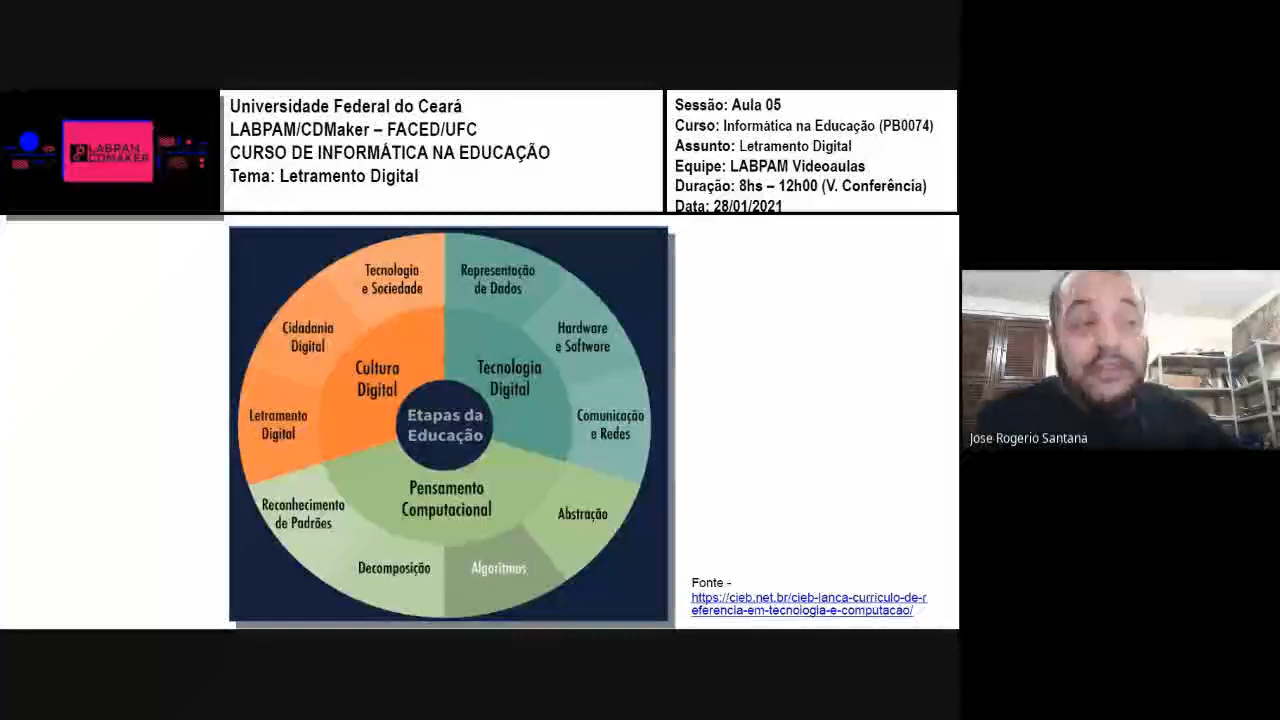 LABPAN
CDMAKER
Universidade Federal do Ceará
LABPAM/CDMaker – FACED/UFC
CURSO DE INFORMÁTICA NA EDUCAÇÃO
Tema: Letramento Digital
Sessão: Aula 05
Curso: Informática na Educação (PB0074)
Assunto: Letramento Digital
Equipe: LABPAM Videoaulas
Duração: 8hs – 12h00 (V. Conferência)
Data: 28/01/2021
Tecnologia
e Sociedade
Representação
de Dados
Cidadania
Digital
Hardware
e Software
Cultura
Digital
Tecnologia
Digital
Letramento
Digital
Etapas da
Educação
Comunicação
e Redes
Pensamento
Computacional
Reconhecimento
de Padrões
Abstração
Decomposição
Algoritmos
Fonte -
https://cieb.net.br/cieb-lanca-curriculo-de-r
eferencia-em-tecnologia-e-computacao/
Jose Rogerio Santana